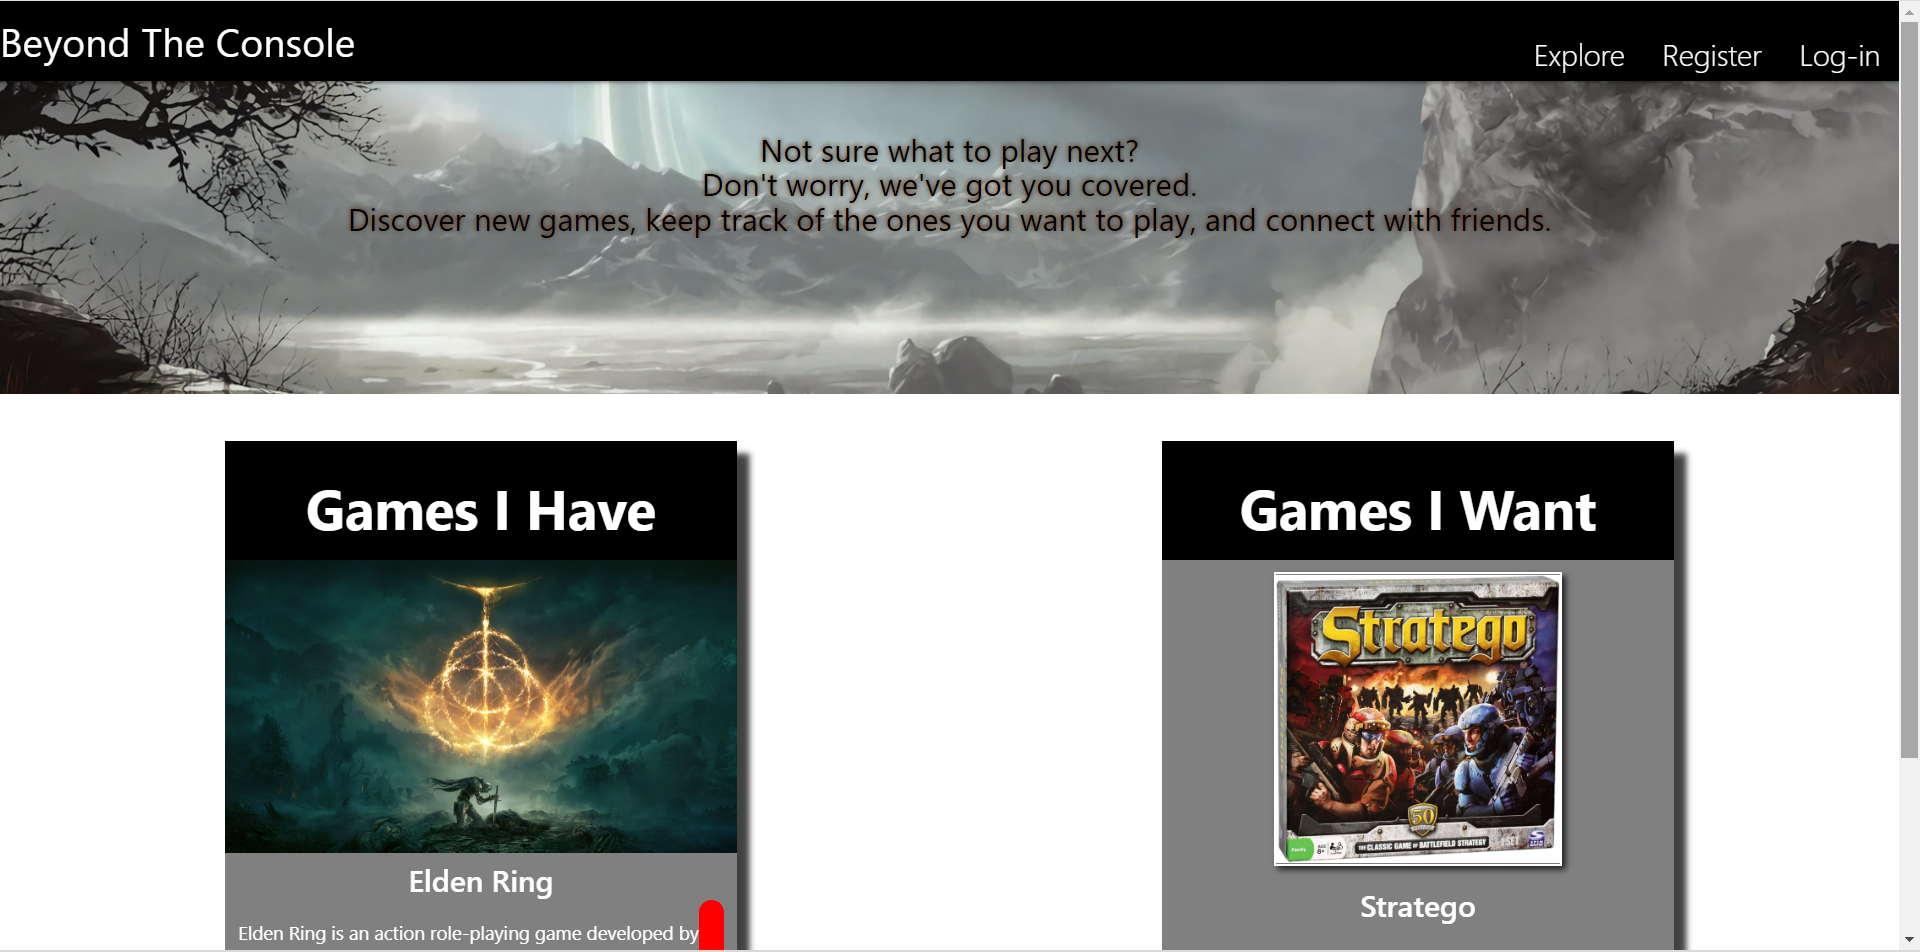 Beyond The Console
Explore
Register
Log-in
Not sure what to play next?
Don't worry, we've got you covered.
Discover new games, keep track of the ones you want to play, and connect with friends.
Games I Have
Elden Ring
Elden Ring is an action role-playing game developed by
Games I Want
Stratego
50
Family
AGE 8+
THE CLASSIC GAME OF BATTLEFIELD STRATEGY
Stratego